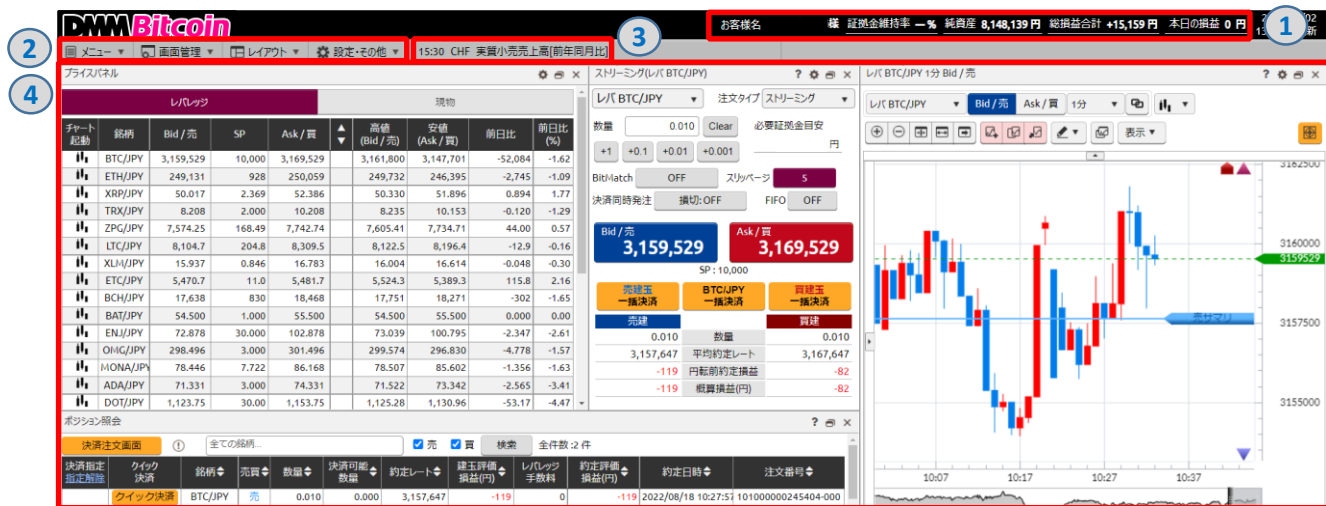 DMM Bitcoin
お客様名 様 証拠金維持率 ー% 純資産 8,148,139 円 総損益合計 +15,159 円 本日の損益 0 円
1
2
メニュー ▼ 画面管理 ▼ レイアウト ▼ 設定・その他 ▼ 15:30 CHF 実質小売売上高[前年同月比]
3
4
プライスパネル
レバレッジ 現物
チャート起動 銘柄 Bid / 売 SP Ask / 買 ▲▼ 高値(Bid / 売) 安値(Ask / 買) 前日比 前日比(%)
BTC/JPY 3,159,529 10,000 3,169,529 3,161,800 3,147,701 -52,084 -1.62
ETH/JPY 249,131 928 250,059 249,732 246,395 -2,745 -1.09
XRP/JPY 50.017 2.369 52.386 50.330 51.896 0.894 1.77
TRX/JPY 8.208 2.000 10.208 8.235 10.153 -0.120 -1.29
ZPG/JPY 7,574.25 168.49 7,742.74 7,605.41 7,734.71 44.00 0.57
LTC/JPY 8,104.7 204.8 8,309.5 8,122.5 8,196.4 -12.9 -0.16
XLM/JPY 15.937 0.846 16.783 16.004 16.614 -0.048 -0.30
ETC/JPY 5,470.7 11.0 5,481.7 5,524.3 5,389.3 115.8 2.16
BCH/JPY 17,638 830 18,468 17,751 18,271 -302 -1.65
BAT/JPY 54.500 1.000 55.500 54.500 55.500 0.000 0.00
ENJ/JPY 72.878 30.000 102.878 73.039 100.795 -2.347 -2.61
OMG/JPY 298.496 3.000 301.496 299.574 296.830 -4.778 -1.57
MONA/JPY 78.446 7.722 86.168 78.507 85.602 -1.356 -1.63
ADA/JPY 71.331 3.000 74.331 71.522 73.342 -2.565 -3.41
DOT/JPY 1,123.75 30.00 1,153.75 1,125.28 1,130.96 -53.17 -4.47
ストリーミング(レバ BTC/JPY) ?
レバ BTC/JPY ▼ 注文タイプ ストリーミング ▼
数量 0.010 Clear 必要証拠金目安
+1 +0.1 +0.01 +0.001 円
BitMatch OFF スリッページ 5
決済同時発注 損切: OFF FIFO OFF
Bid / 売 Ask / 買
3,159,529 3,169,529
SP : 10,000
売建玉一括決済 BTC/JPY一括決済 買建玉一括決済
売建 買建
0.010 数量 0.010
3,157,647 平均約定レート 3,167,647
-119 円転前約定損益 -82
-119 概算損益(円) -82
レバ BTC/JPY 1分 Bid / 売 ?
レバ BTC/JPY ▼ Bid / 売 Ask / 買 1分 ▼
表示 ▼
3160000
3159529
売サマリ
3157500
3155000
10:07 10:17 10:27 10:37
ポジション照会 ?
決済注文画面 全ての銘柄... 売 買 検索 全件数 :2 件
決済指定 指定解除 クイック決済 銘柄 売買 数量 決済可能数量 約定レート 建玉評価損益(円) レバレッジ手数料 約定評価損益(円) 約定日時 注文番号
クイック決済 BTC/JPY 売 0.010 0.000 3,157,647 -119 0 -119 2022/08/18 10:27:57 101000000245404-000